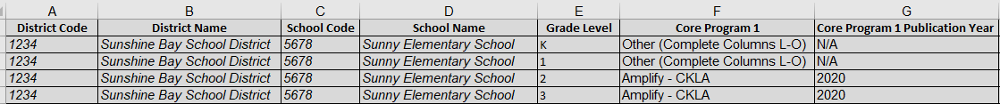 A B C D E F G
District Code District Name School Code School Name Grade Level Core Program 1 Core Program 1 Publication Year
1234 Sunshine Bay School District 5678 Sunny Elementary School K Other (Complete Columns L-O) N/A
1234 Sunshine Bay School District 5678 Sunny Elementary School 1 Other (Complete Columns L-O) N/A
1234 Sunshine Bay School District 5678 Sunny Elementary School 2 Amplify - CKLA 2020
1234 Sunshine Bay School District 5678 Sunny Elementary School 3 Amplify - CKLA 2020